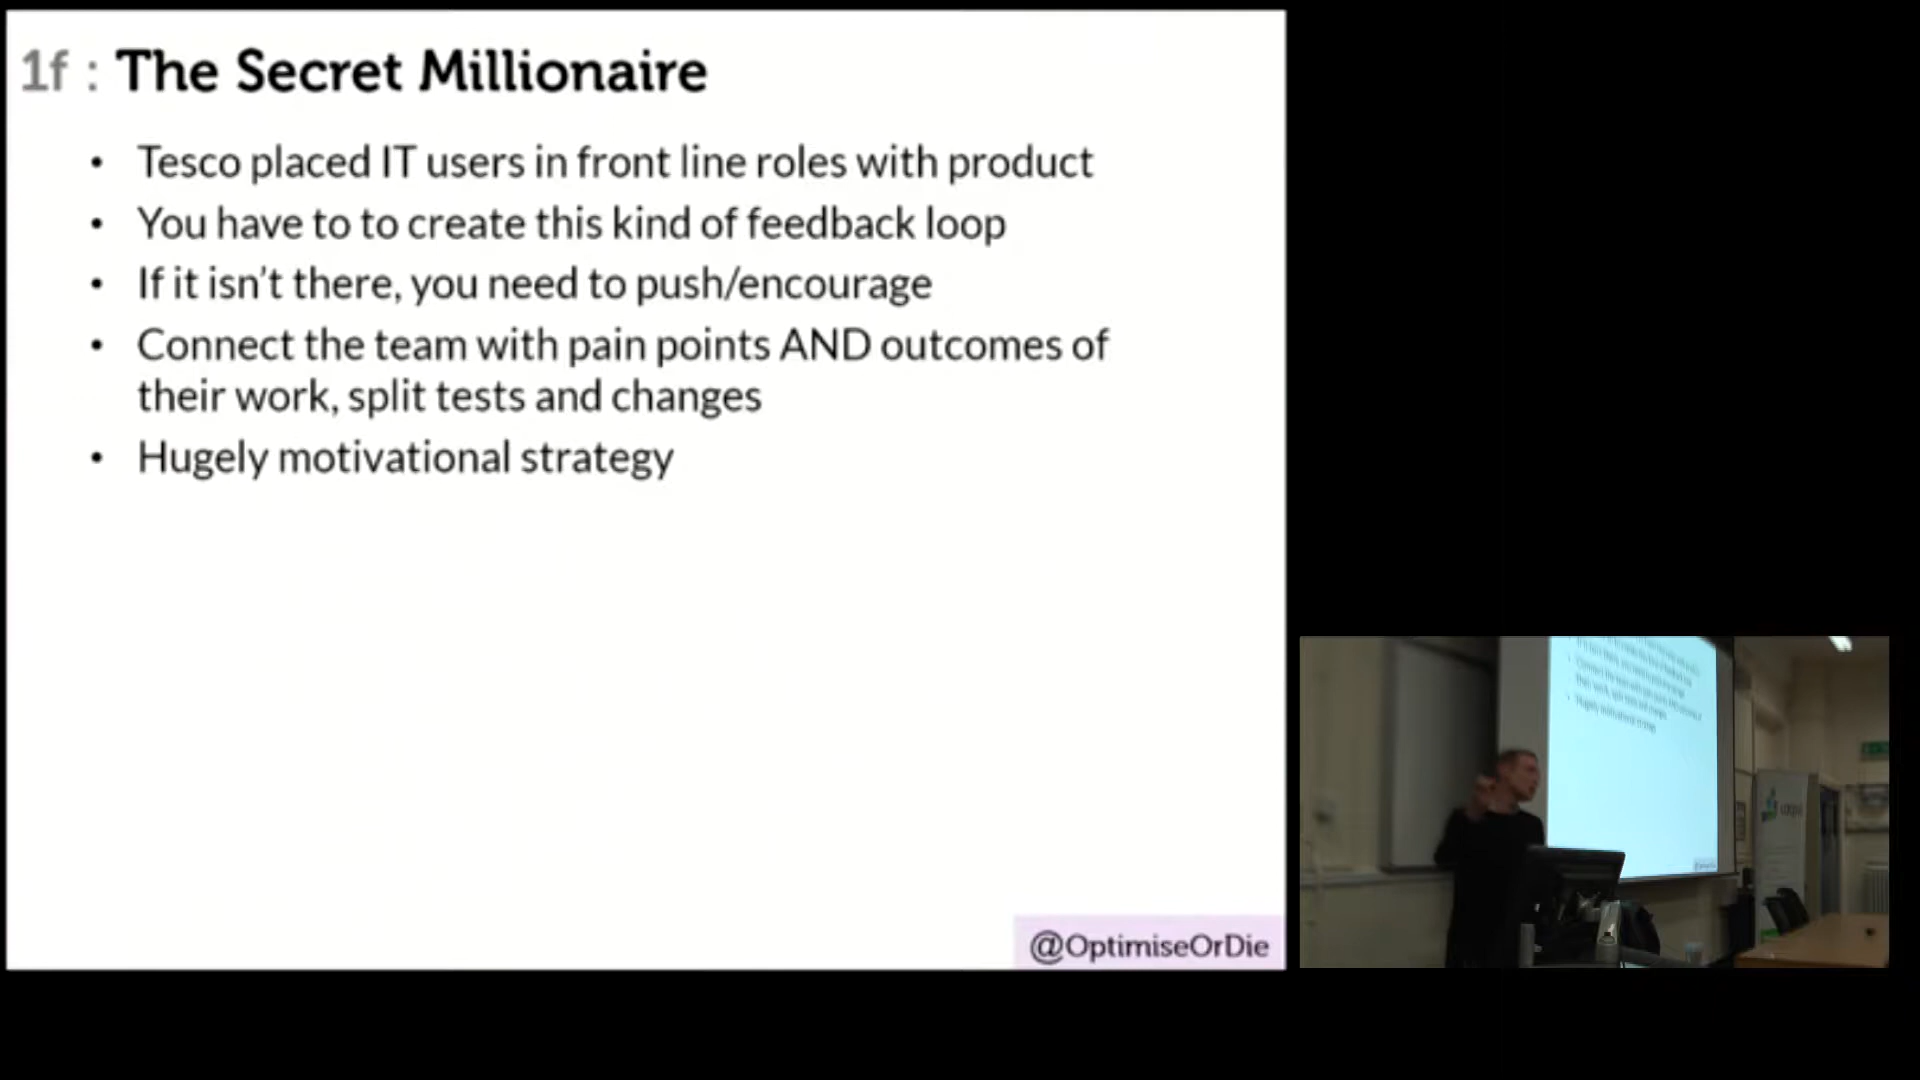 1f : The Secret Millionaire
• Tesco placed IT users in front line roles with product
• You have to to create this kind of feedback loop
• If it isn't there, you need to push/encourage
• Connect the team with pain points AND outcomes of
their work, split tests and changes
• Hugely motivational strategy
@OptimiseOrDie